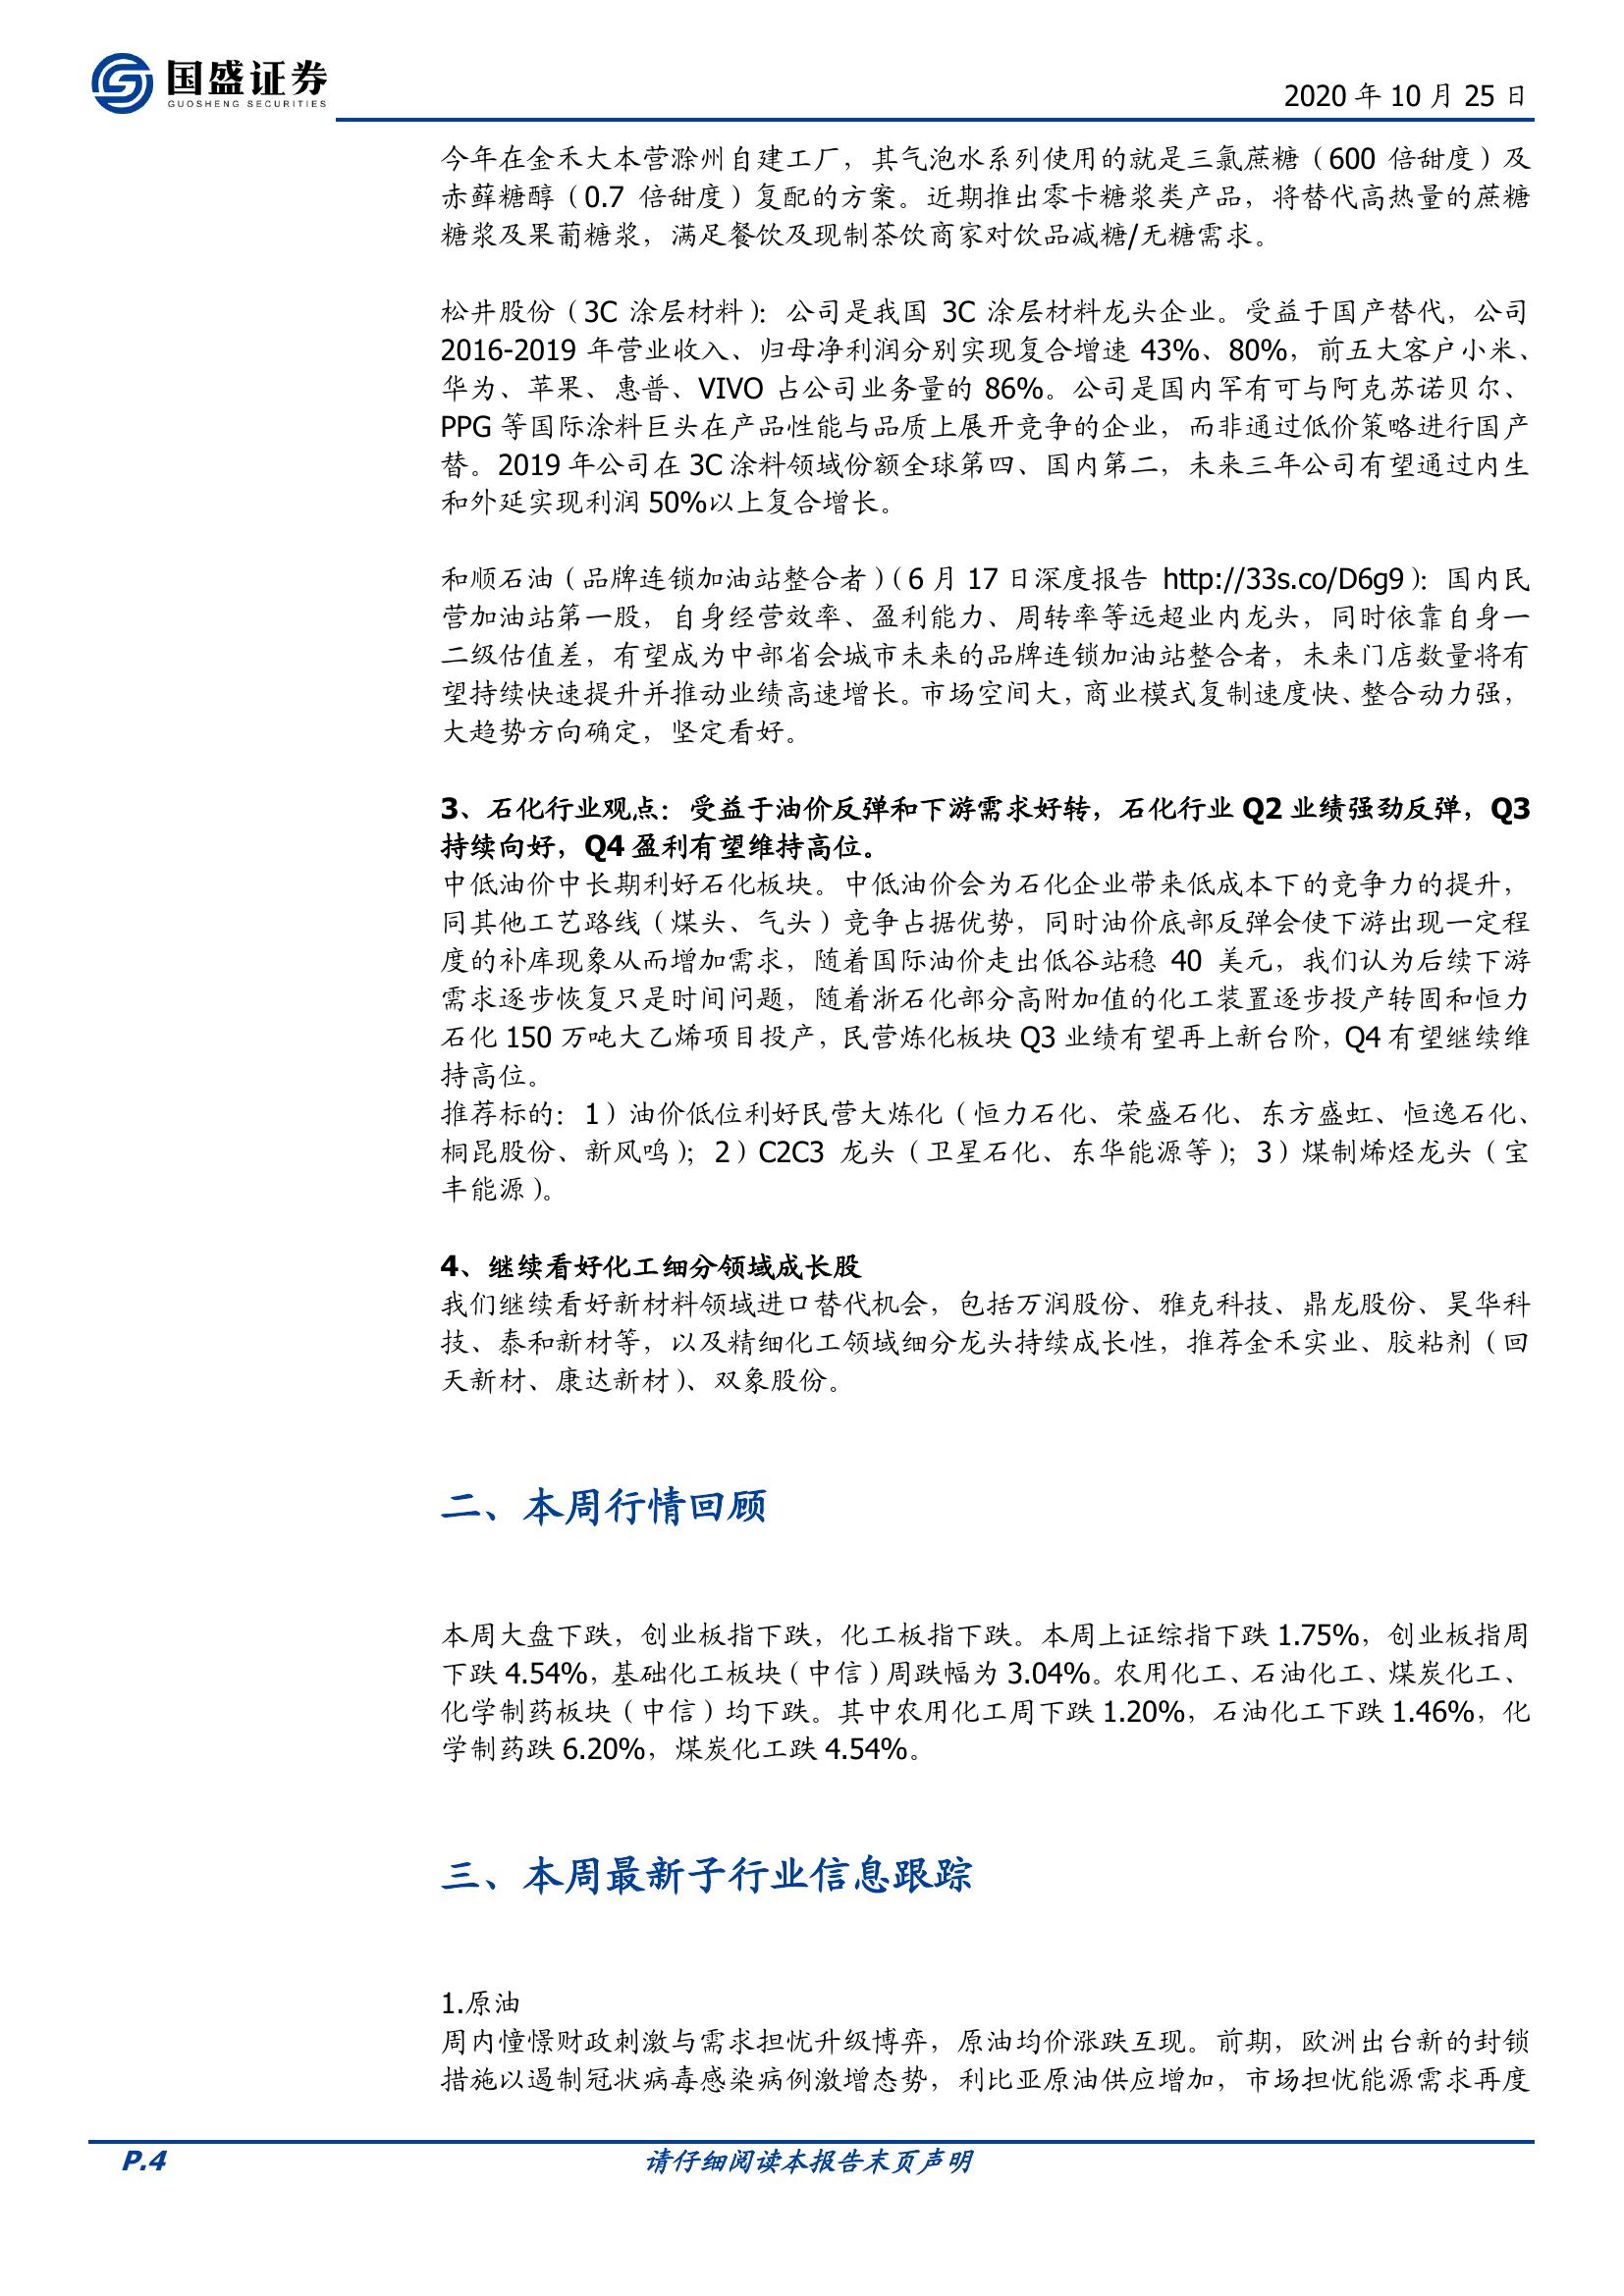 国盛证券
GUOSHENG SECURITIES
2020 年 10 月 25 日
今年在金禾大本营滁州自建工厂，其气泡水系列使用的就是三氯蔗糖（600 倍甜度）及
赤藓糖醇（0.7 倍甜度）复配的方案。近期推出零卡糖浆类产品，将替代高热量的蔗糖
糖浆及果葡糖浆，满足餐饮及现制茶饮商家对饮品减糖/无糖需求。
松井股份（3C 涂层材料）：公司是我国 3C 涂层材料龙头企业。受益于国产替代，公司
2016-2019 年营业收入、归母净利润分别实现复合增速 43%、80%，前五大客户小米、
华为、苹果、惠普、VIVO 占公司业务量的 86%。公司是国内罕有可与阿克苏诺贝尔、
PPG 等国际涂料巨头在产品性能与品质上展开竞争的企业，而非通过低价策略进行国产
替。2019 年公司在 3C 涂料领域份额全球第四、国内第二，未来三年公司有望通过内生
和外延实现利润 50%以上复合增长。
和顺石油（品牌连锁加油站整合者）（6 月 17 日深度报告 http://33s.co/D6g9）：国内民
营加油站第一股，自身经营效率、盈利能力、周转率等远超业内龙头，同时依靠自身一
二级估值差，有望成为中部省会城市未来的品牌连锁加油站整合者，未来门店数量将有
望持续快速提升并推动业绩高速增长。市场空间大，商业模式复制速度快、整合动力强，
大趋势方向确定，坚定看好。
3、石化行业观点：受益于油价反弹和下游需求好转，石化行业 Q2 业绩强劲反弹，Q3
持续向好，Q4 盈利有望维持高位。
中低油价中长期利好石化板块。中低油价会为石化企业带来低成本下的竞争力的提升，
同其他工艺路线（煤头、气头）竞争占据优势，同时油价底部反弹会使下游出现一定程
度的补库现象从而增加需求，随着国际油价走出低谷站稳 40 美元，我们认为后续下游
需求逐步恢复只是时间问题，随着浙石化部分高附加值的化工装置逐步投产转固和恒力
石化 150 万吨大乙烯项目投产，民营炼化板块 Q3 业绩有望再上新台阶，Q4 有望继续维
持高位。
推荐标的：1）油价低位利好民营大炼化（恒力石化、荣盛石化、东方盛虹、恒逸石化、
桐昆股份、新风鸣）；2）C2C3 龙头（卫星石化、东华能源等）；3）煤制烯烃龙头（宝
丰能源）。
4、继续看好化工细分领域成长股
我们继续看好新材料领域进口替代机会，包括万润股份、雅克科技、鼎龙股份、昊华科
技、泰和新材等，以及精细化工领域细分龙头持续成长性，推荐金禾实业、胶粘剂（回
天新材、康达新材）、双象股份。
二、本周行情回顾
本周大盘下跌，创业板指下跌，化工板指下跌。本周上证综指下跌 1.75%，创业板指周
下跌 4.54%，基础化工板块（中信）周跌幅为 3.04%。农用化工、石油化工、煤炭化工、
化学制药板块（中信）均下跌。其中农用化工周下跌 1.20%，石油化工下跌 1.46%，化
学制药跌 6.20%，煤炭化工跌 4.54%。
三、本周最新子行业信息跟踪
1.原油
周内憧憬财政刺激与需求担忧升级博弈，原油均价涨跌互现。前期，欧洲出台新的封锁
措施以遏制冠状病毒感染病例激增态势，利比亚原油供应增加，市场担忧能源需求再度
P.4
请仔细阅读本报告末页声明